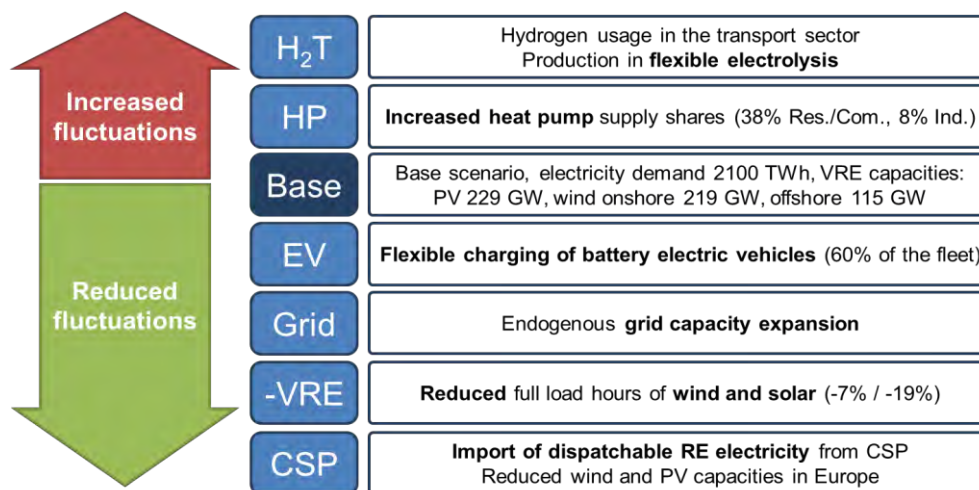 Increased
fluctuations
Reduced
fluctuations
H₂T
Hydrogen usage in the transport sector
Production in flexible electrolysis
HP
Increased heat pump supply shares (38% Res./Com., 8% Ind.)
Base
Base scenario, electricity demand 2100 TWh, VRE capacities:
PV 229 GW, wind onshore 219 GW, offshore 115 GW
EV
Flexible charging of battery electric vehicles (60% of the fleet)
Grid
Endogenous grid capacity expansion
-VRE
Reduced full load hours of wind and solar (-7% / -19%)
CSP
Import of dispatchable RE electricity from CSP
Reduced wind and PV capacities in Europe